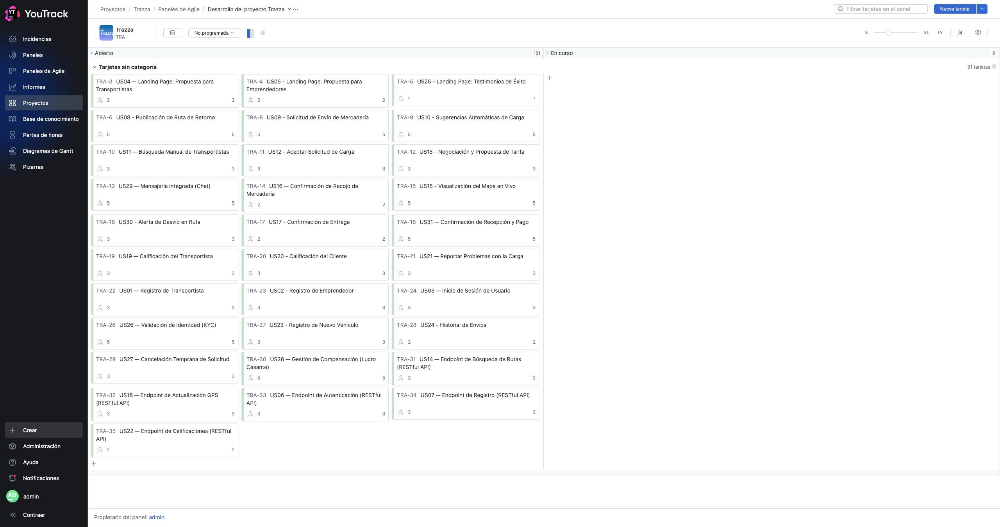 YouTrack
Incidencias
Paneles
Paneles de Agile
Informes
Proyectos
Base de conocimiento
Partes de horas
Diagramas de Gantt
Pizarras
Crear
Administración
Ayuda
Notificaciones
AD admin
Contraer
Proyectos / Trazza / Paneles de Agile / Desarrollo del proyecto Trazza ...
Filtrar tarjetas en el panel
Nueva tarjeta
Trazza
Trazza
TRA
No programada
S XL TV
Abierto 101
En curso 0
Tarjetas sin categoría
31 tarjetas
TRA-3 US04 — Landing Page: Propuesta para
Transportistas
2 2
TRA-4 US05 - Landing Page: Propuesta para
Emprendedores
2 2
TRA-5 US25 - Landing Page: Testimonios de Éxito
1 1
TRA-6 US08 - Publicación de Ruta de Retorno
5 5
TRA-8 US09 - Solicitud de Envío de Mercadería
5 5
TRA-9 US10 - Sugerencias Automáticas de Carga
5 5
TRA-10 US11 — Búsqueda Manual de Transportistas
3 3
TRA-11 US12 - Aceptar Solicitud de Carga
3 3
TRA-12 US13 - Negociación y Propuesta de Tarifa
3 3
TRA-13 US29 — Mensajería Integrada (Chat)
5 5
TRA-14 US16 — Confirmación de Recojo de
Mercadería
2 2
TRA-15 US15 - Visualización del Mapa en Vivo
5 5
TRA-16 US30 - Alerta de Desvío en Ruta
3 3
TRA-17 US17 - Confirmación de Entrega
2 2
TRA-18 US31 — Confirmación de Recepción y Pago
5 5
TRA-19 US19 — Calificación del Transportista
3 3
TRA-20 US20 - Calificación del Cliente
3 3
TRA-21 US21 — Reportar Problemas con la Carga
3 3
TRA-22 US01 — Registro de Transportista
3 3
TRA-23 US02 - Registro de Emprendedor
3 3
TRA-24 US03 — Inicio de Sesión de Usuario
3 3
TRA-26 US26 — Validación de Identidad (KYC)
5 5
TRA-27 US23 - Registro de Nuevo Vehículo
3 3
TRA-28 US24 - Historial de Envíos
2 2
TRA-29 US27 — Cancelación Temprana de Solicitud
3 3
TRA-30 US28 — Gestión de Compensación (Lucro
Cesante)
5 5
TRA-31 US14 — Endpoint de Búsqueda de Rutas
(RESTful API)
3 3
TRA-32 US18 — Endpoint de Actualización GPS
(RESTful API)
3 3
TRA-33 US06 — Endpoint de Autenticación (RESTful
API)
3 3
TRA-34 US07 — Endpoint de Registro (RESTful API)
3 3
TRA-35 US22 — Endpoint de Calificaciones (RESTful
API)
2 2
Propietario del panel: admin